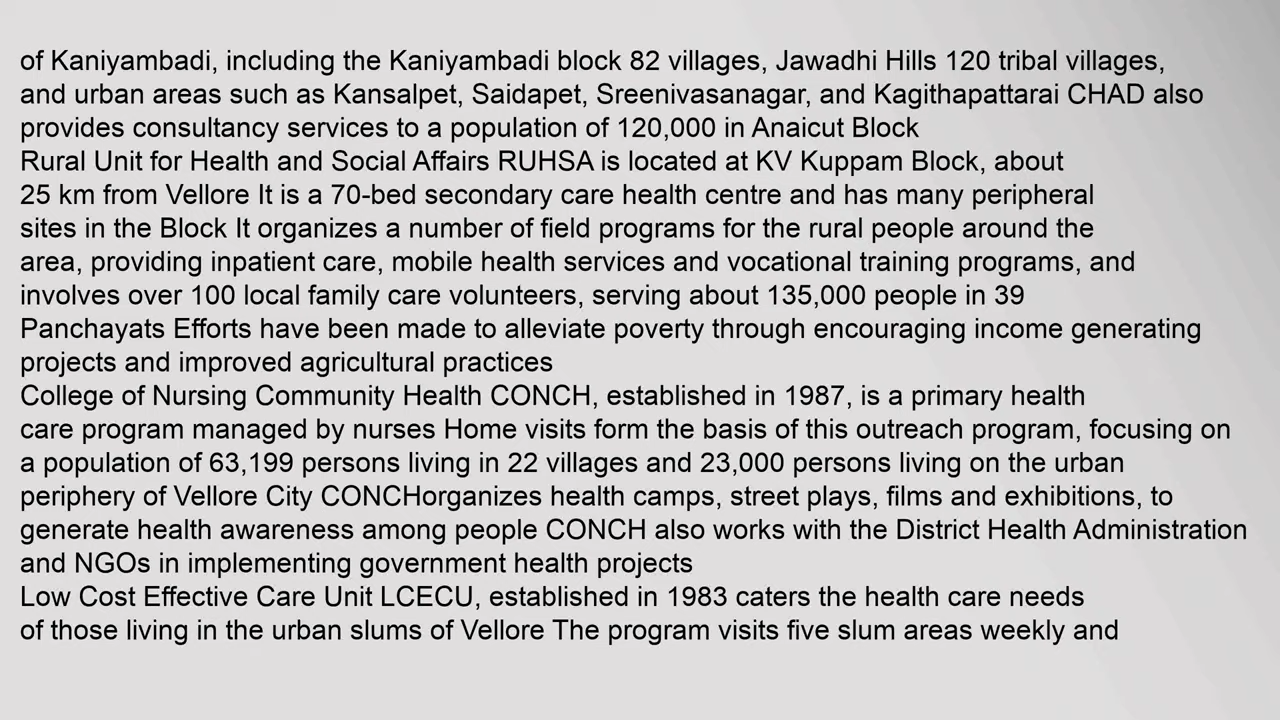 of Kaniyambadi, including the Kaniyambadi block 82 villages, Jawadhi Hills 120 tribal villages,
and urban areas such as Kansalpet, Saidapet, Sreenivasanagar, and Kagithapattarai CHAD also
provides consultancy services to a population of 120,000 in Anaicut Block
Rural Unit for Health and Social Affairs RUHSA is located at KV Kuppam Block, about
25 km from Vellore It is a 70-bed secondary care health centre and has many peripheral
sites in the Block It organizes a number of field programs for the rural people around the
area, providing inpatient care, mobile health services and vocational training programs, and
involves over 100 local family care volunteers, serving about 135,000 people in 39
Panchayats Efforts have been made to alleviate poverty through encouraging income generating
projects and improved agricultural practices
College of Nursing Community Health CONCH, established in 1987, is a primary health
care program managed by nurses Home visits form the basis of this outreach program, focusing on
a population of 63,199 persons living in 22 villages and 23,000 persons living on the urban
periphery of Vellore City CONCHorganizes health camps, street plays, films and exhibitions, to
generate health awareness among people CONCH also works with the District Health Administration
and NGOs in implementing government health projects
Low Cost Effective Care Unit LCECU, established in 1983 caters the health care needs
of those living in the urban slums of Vellore The program visits five slum areas weekly and